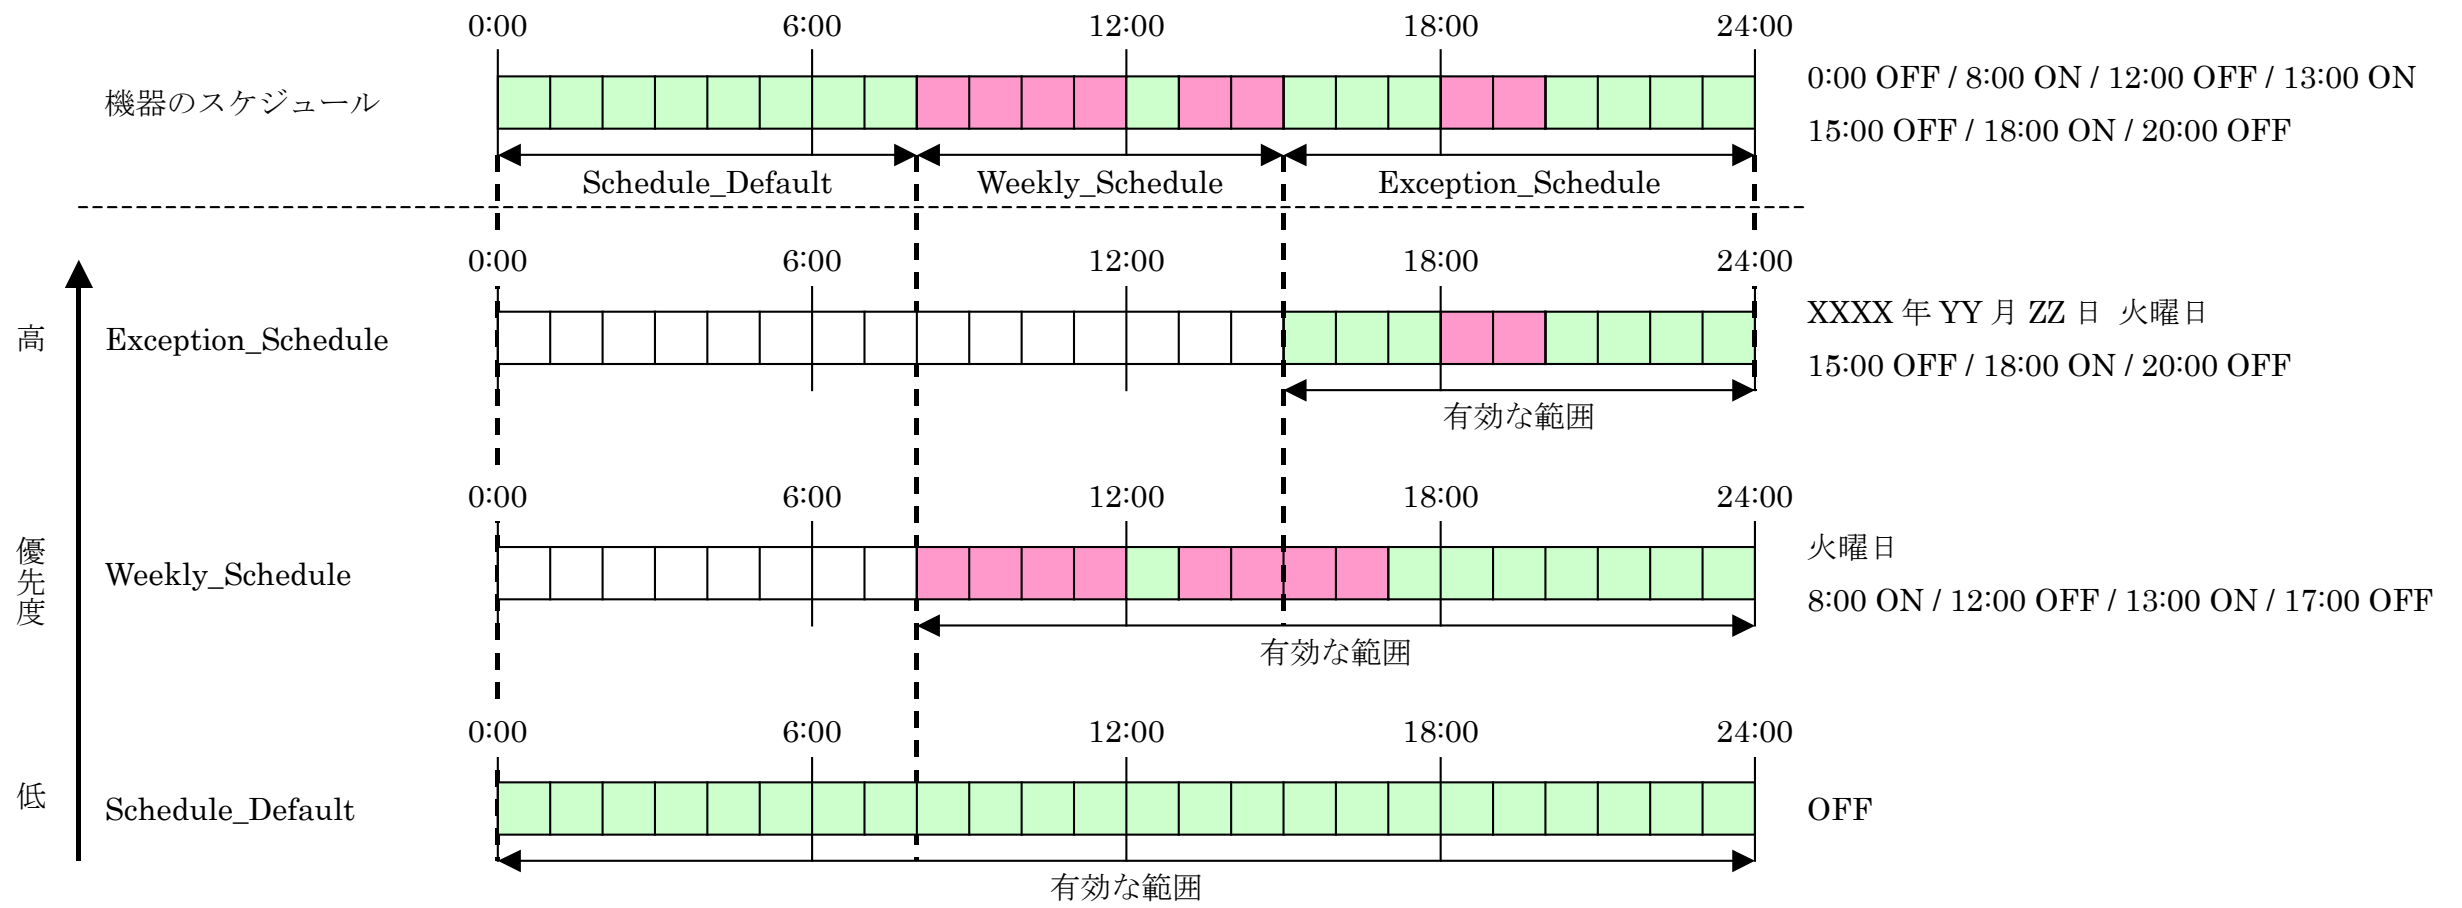 0:00 6:00 12:00 18:00 24:00
機器のスケジュール
0:00 OFF / 8:00 ON / 12:00 OFF / 13:00 ON
15:00 OFF / 18:00 ON / 20:00 OFF
Schedule_Default Weekly_Schedule Exception_Schedule
0:00 6:00 12:00 18:00 24:00
高
Exception_Schedule
XXXX 年 YY 月 ZZ 日 火曜日
15:00 OFF / 18:00 ON / 20:00 OFF
有効な範囲
0:00 6:00 12:00 18:00 24:00
優先度
Weekly_Schedule
火曜日
8:00 ON / 12:00 OFF / 13:00 ON / 17:00 OFF
有効な範囲
0:00 6:00 12:00 18:00 24:00
低
Schedule_Default
OFF
有効な範囲